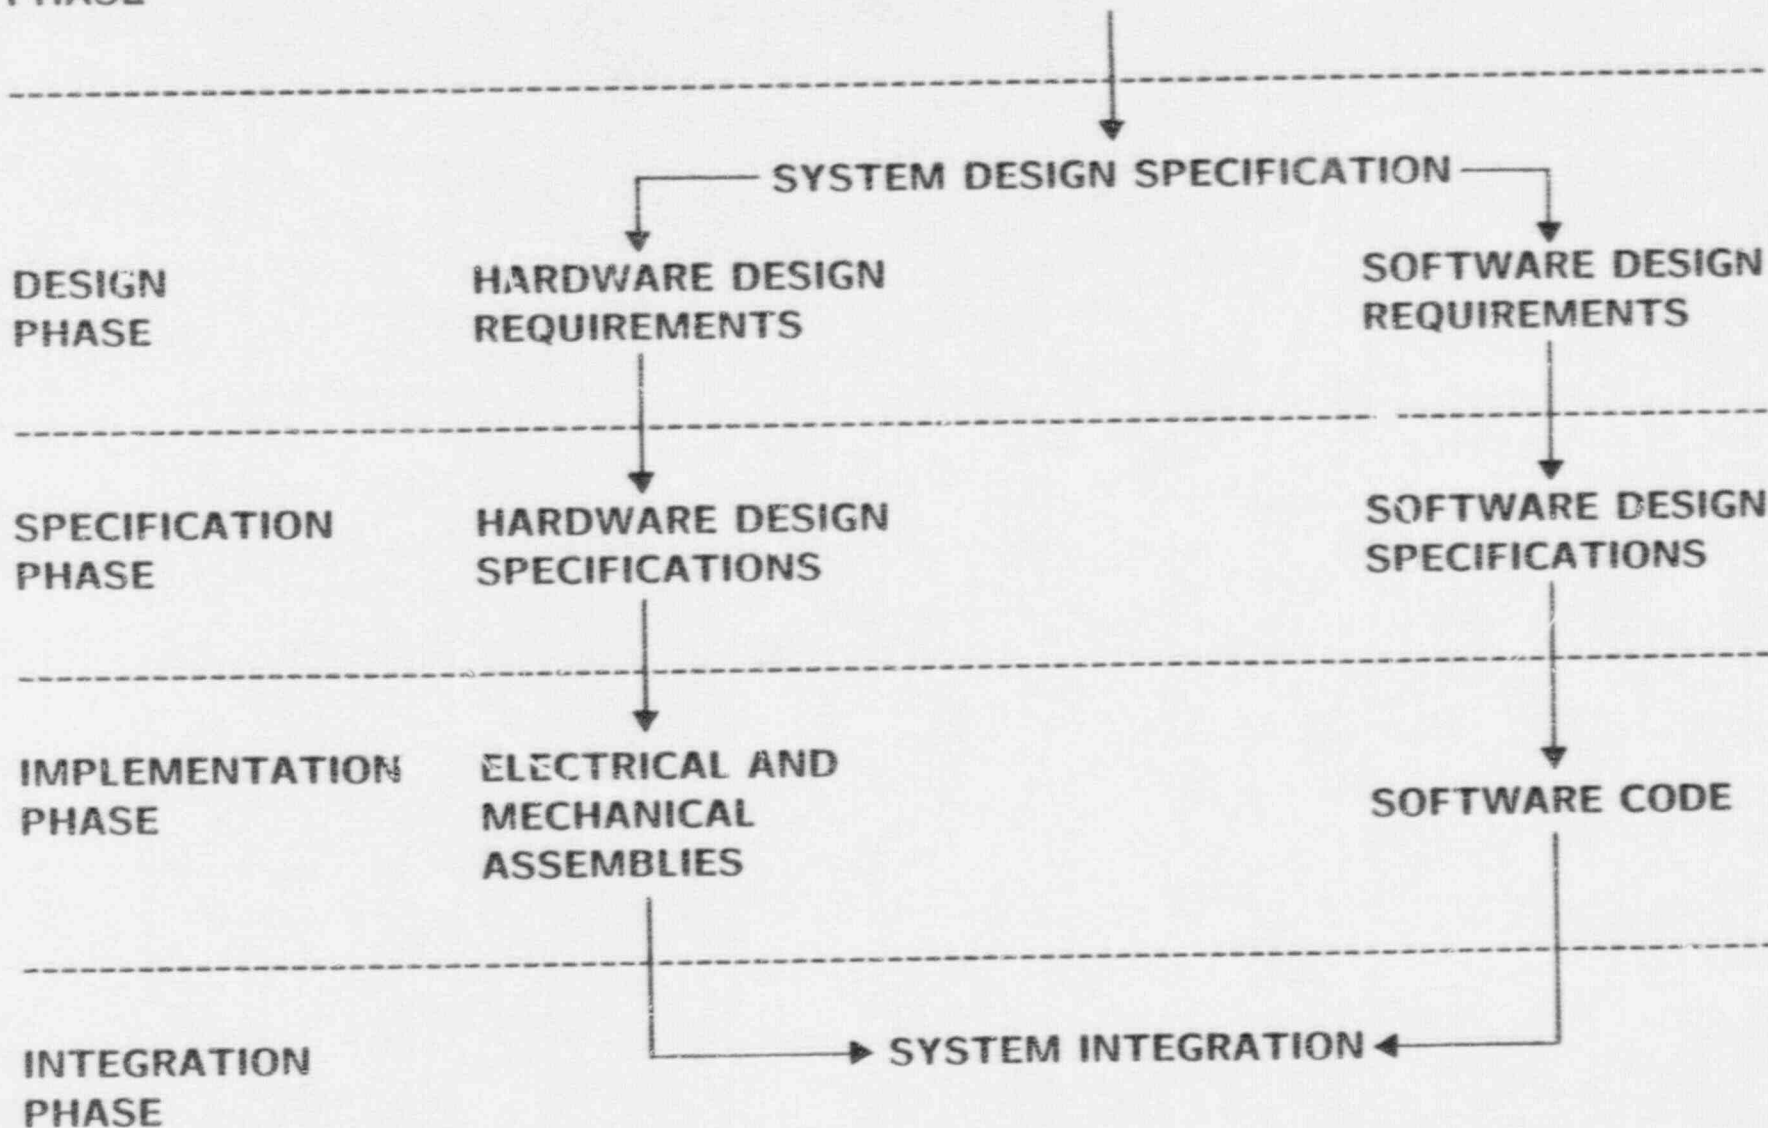 PHASE
SYSTEM DESIGN SPECIFICATION
DESIGN
PHASE
HARDWARE DESIGN
REQUIREMENTS
SOFTWARE DESIGN
REQUIREMENTS
SPECIFICATION
PHASE
HARDWARE DESIGN
SPECIFICATIONS
SOFTWARE DESIGN
SPECIFICATIONS
IMPLEMENTATION
PHASE
ELECTRICAL AND
MECHANICAL
ASSEMBLIES
SOFTWARE CODE
INTEGRATION
PHASE
SYSTEM INTEGRATION